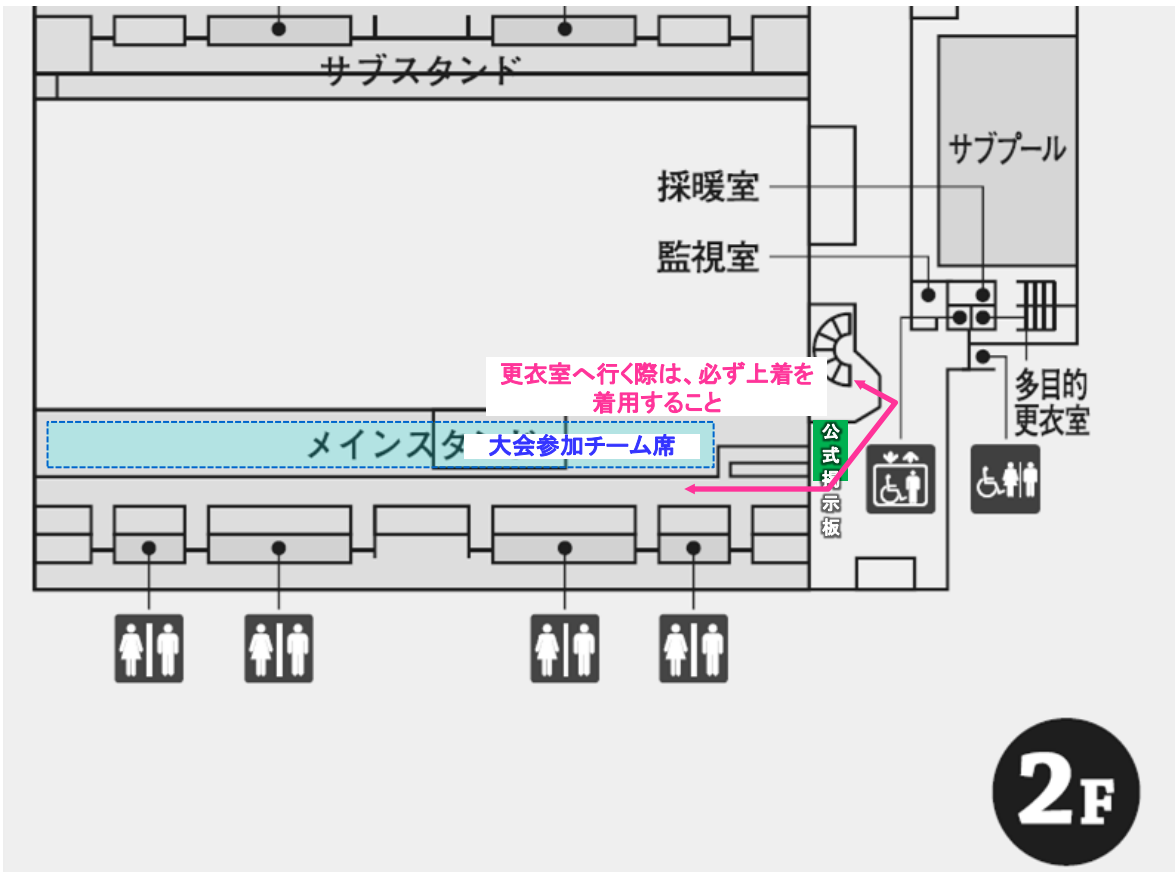 サブスタンド
サブプール
採暖室
監視室
更衣室へ行く際は、必ず上着を
着用すること
多目的
更衣室
メインスタンド
大会参加チーム席
公式掲示板
2F